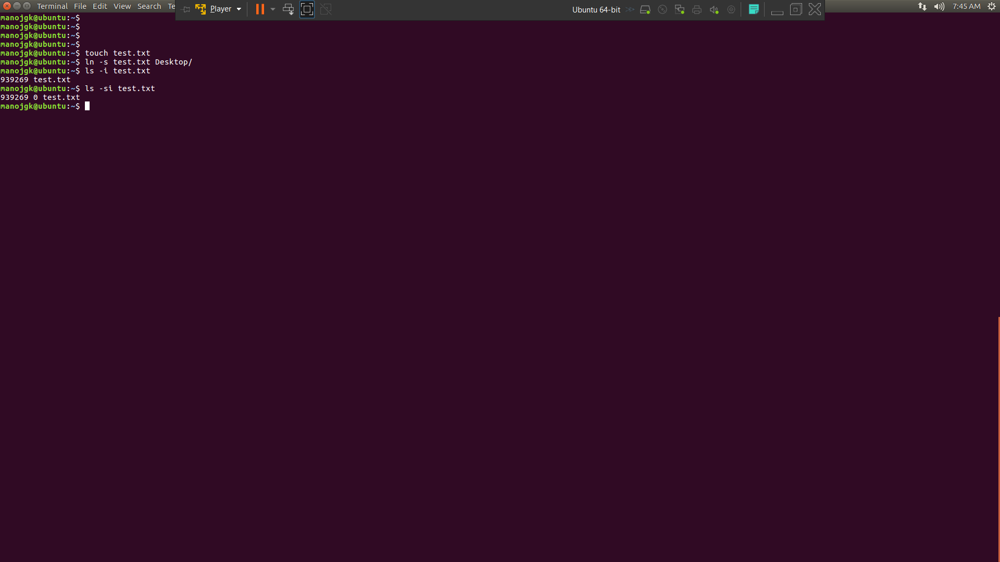 Terminal File Edit View Search Te Player Ubuntu 64-bit 7:45 AM
manojgk@ubuntu:~$
manojgk@ubuntu:~$
manojgk@ubuntu:~$
manojgk@ubuntu:~$
manojgk@ubuntu:~$ touch test.txt
manojgk@ubuntu:~$ ln -s test.txt Desktop/
manojgk@ubuntu:~$ ls -i test.txt
939269 test.txt
manojgk@ubuntu:~$ ls -si test.txt
939269 0 test.txt
manojgk@ubuntu:~$